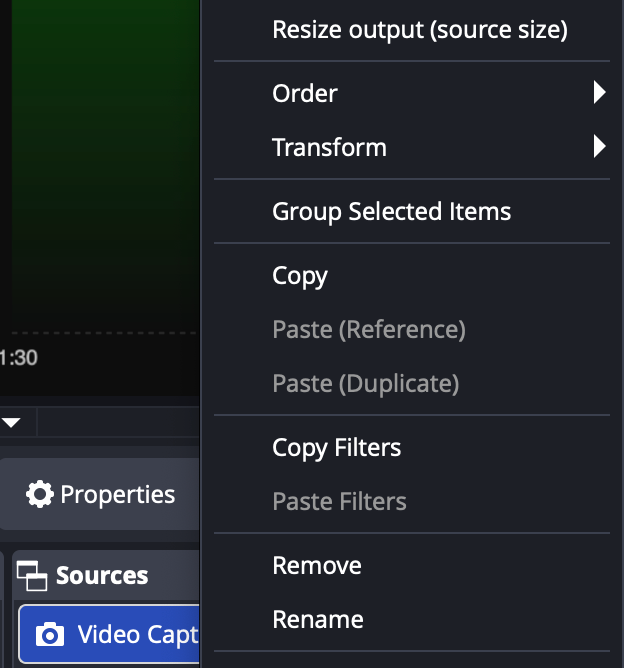 Resize output (source size)
Order
Transform
Group Selected Items
Copy
Paste (Reference)
Paste (Duplicate)
Copy Filters
Paste Filters
Remove
Rename
1:30
Properties
Sources
Video Capt